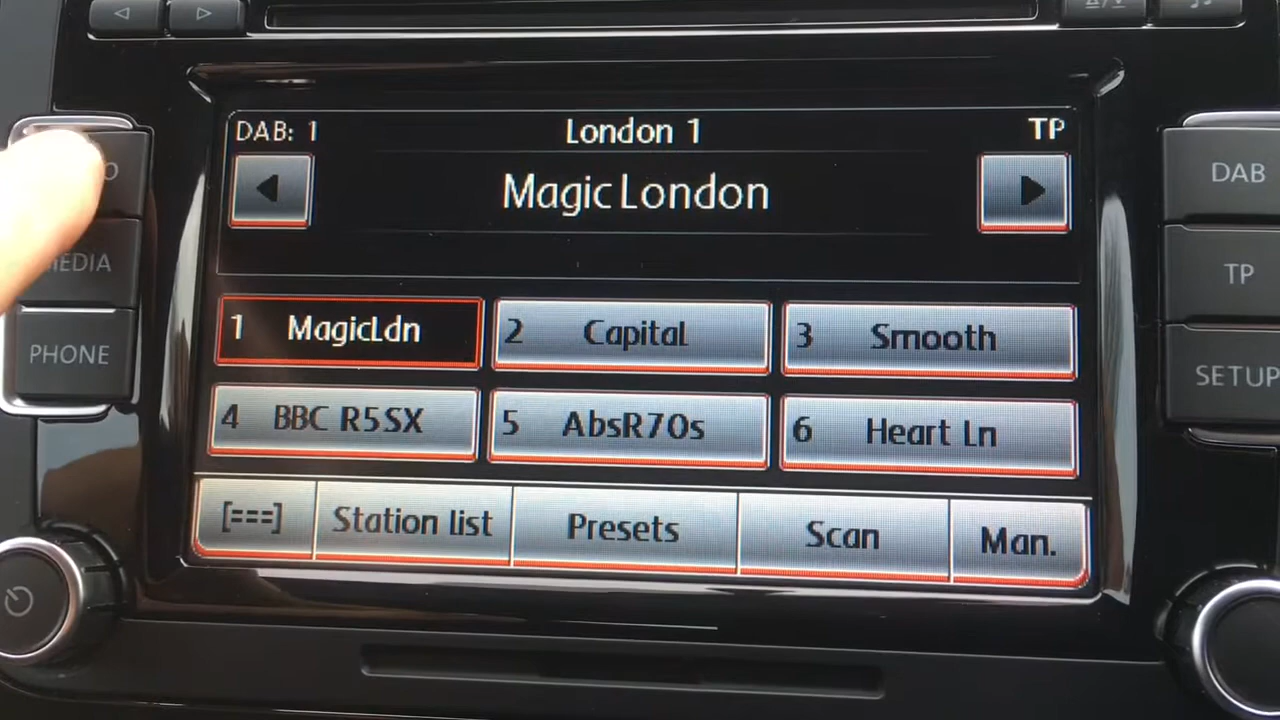 DAB: 1 London 1 TP
Magic London
DAB
MEDIA
TP
PHONE
SETUP
1 MagicLdn 2 Capital 3 Smooth
4 BBC R5SX 5 AbsR70s 6 Heart Ln
[===] Station list Presets Scan Man.